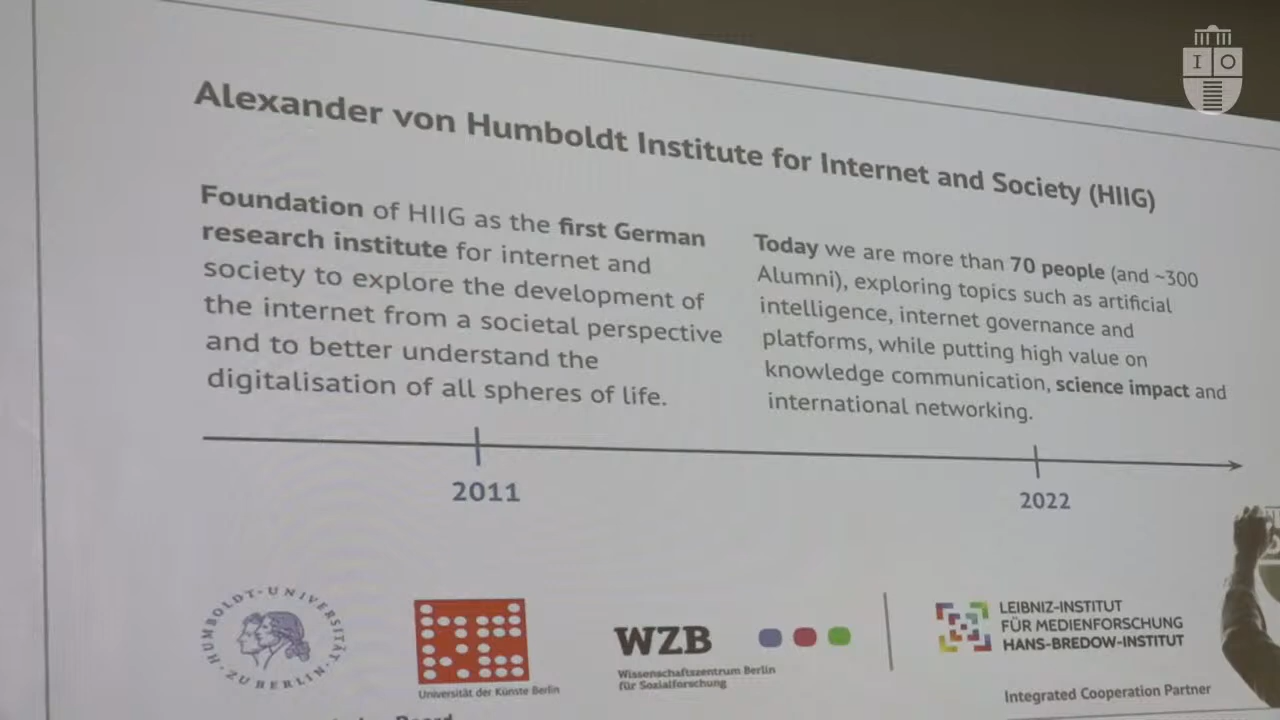 I O
Alexander von Humboldt Institute for Internet and Society (HIIG)
Foundation of HIIG as the first German
research institute for internet and
society to explore the development of
the internet from a societal perspective
and to better understand the
digitalisation of all spheres of life.
Today we are more than 70 people (and ~300
Alumni), exploring topics such as artificial
intelligence, internet governance and
platforms, while putting high value on
knowledge communication, science impact and
international networking.
2011
2022
HUMBOLDT-UNIVERSITÄT · ZU BERLIN ·
Universität der Künste Berlin
WZB
Wissenschaftszentrum Berlin
für Sozialforschung
LEIBNIZ-INSTITUT
FÜR MEDIENFORSCHUNG
HANS-BREDOW-INSTITUT
Integrated Cooperation Partner